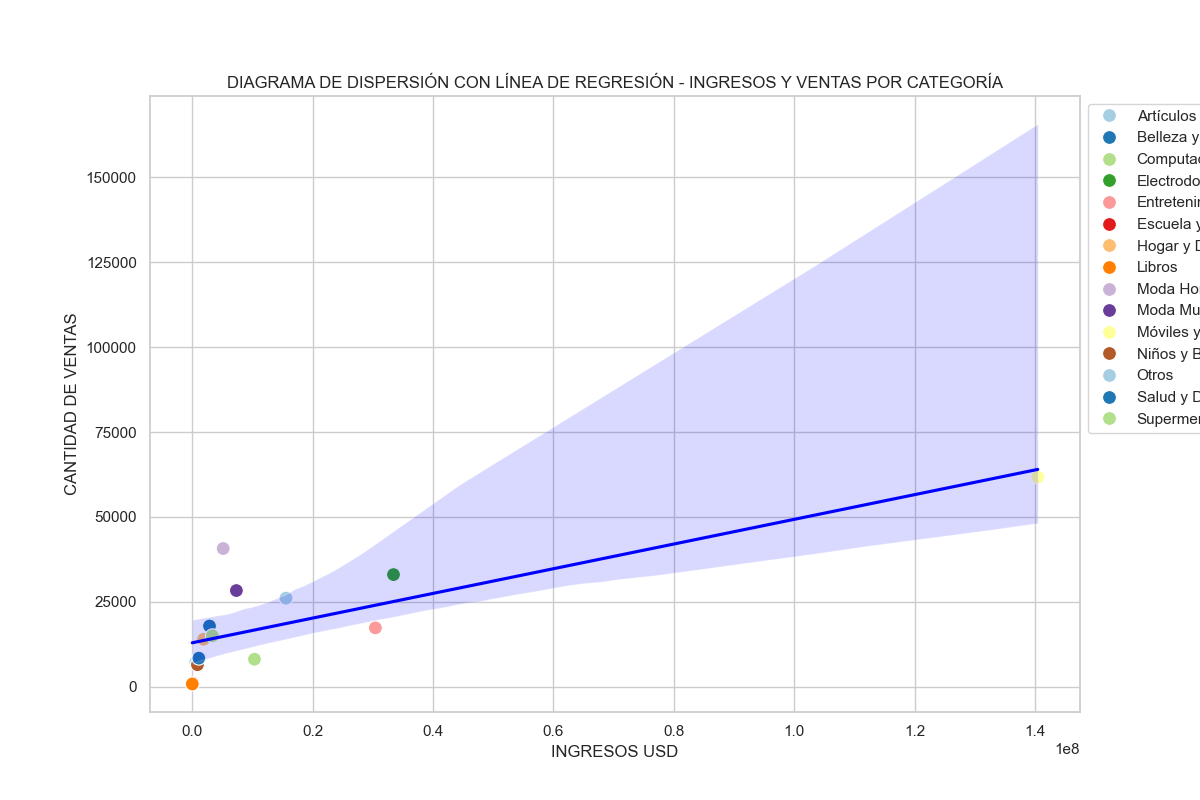 DIAGRAMA DE DISPERSIÓN CON LÍNEA DE REGRESIÓN - INGRESOS Y VENTAS POR CATEGORÍA
150000
125000
100000
75000
50000
25000
0
CANTIDAD DE VENTAS
0.0 0.2 0.4 0.6 0.8 1.0 1.2 1.4
1e8
INGRESOS USD
Artículos
Belleza y
Computac
Electrodo
Entretenin
Escuela y
Hogar y D
Libros
Moda Hor
Moda Mu
Móviles y
Niños y B
Otros
Salud y D
Supermer